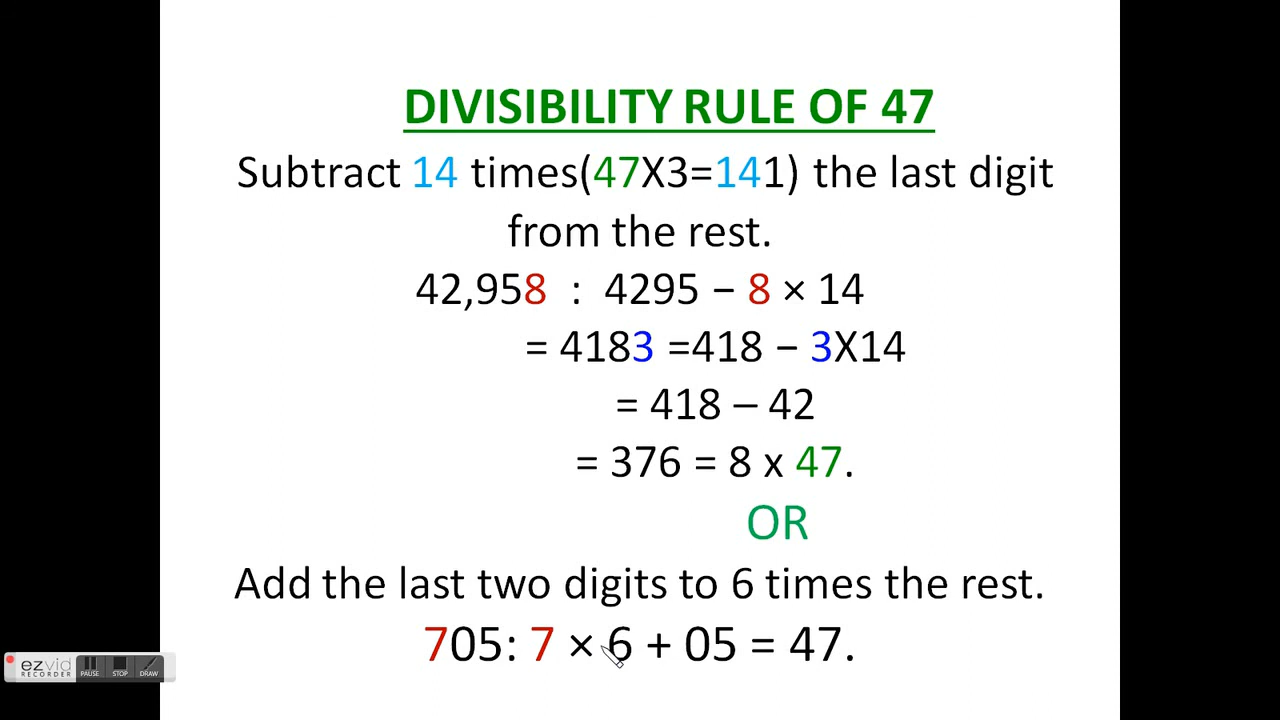 DIVISIBILITY RULE OF 47
Subtract 14 times(47X3=141) the last digit
from the rest.
42,958 : 4295 − 8 × 14
= 4183 =418 − 3X14
= 418 – 42
= 376 = 8 x 47.
OR
Add the last two digits to 6 times the rest.
705: 7 × 6 + 05 = 47.
ezvid
RECORDER
PAUSE
STOP
DRAW